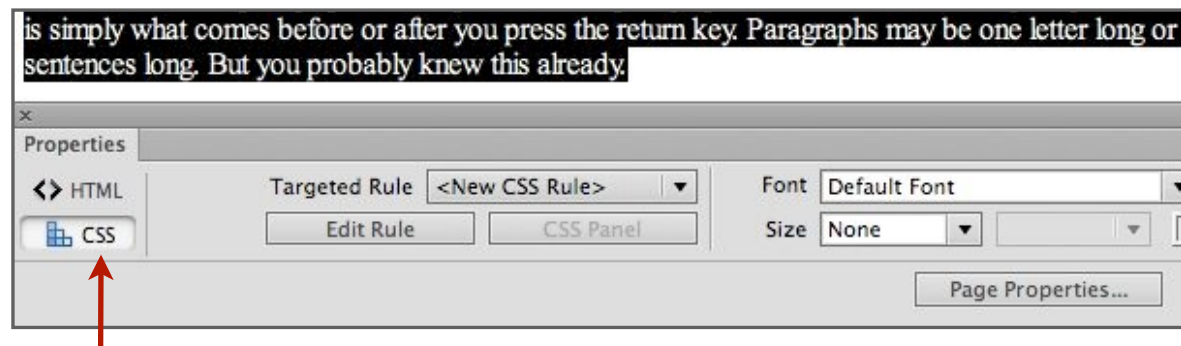 is simply what comes before or after you press the return key. Paragraphs may be one letter long or
sentences long. But you probably knew this already.
×
Properties
<> HTML Targeted Rule <New CSS Rule> Font Default Font
CSS Edit Rule CSS Panel Size None
Page Properties...